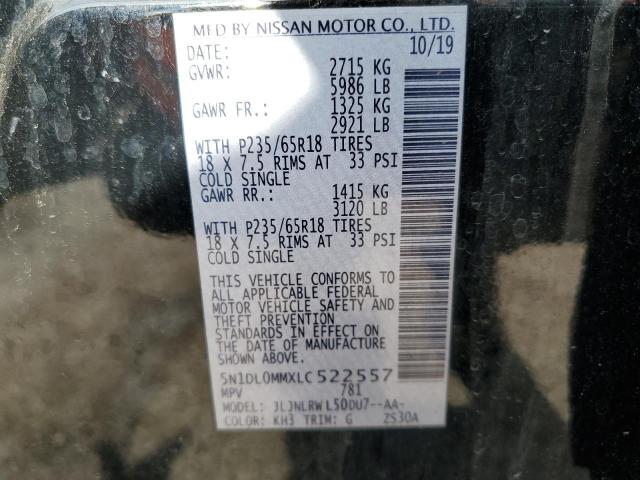 MFD BY NISSAN MOTOR CO., LTD.
DATE: 10/19
GVWR: 2715 KG
5986 LB
GAWR FR.: 1325 KG
2921 LB
WITH P235/65R18 TIRES
18 X 7.5 RIMS AT 33 PSI
COLD SINGLE
GAWR RR.: 1415 KG
3120 LB
WITH P235/65R18 TIRES
18 X 7.5 RIMS AT 33 PSI
COLD SINGLE
THIS VEHICLE CONFORMS TO
ALL APPLICABLE FEDERAL
MOTOR VEHICLE SAFETY AND
THEFT PREVENTION
STANDARDS IN EFFECT ON
THE DATE OF MANUFACTURE
SHOWN ABOVE.
5N1DL0MMXLC522557
MPV 781
MODEL: JLJNLRWL50DU7--AA-
COLOR: KH3 TRIM: G 2S30A